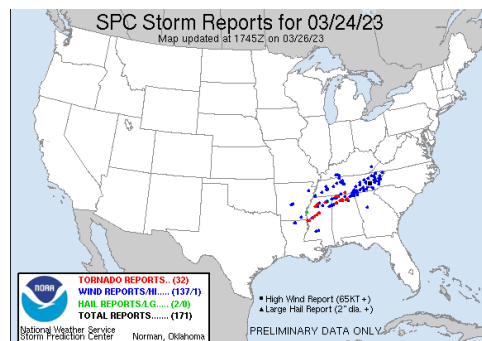 SPC Storm Reports for 03/24/23
Map updated at 1745Z on 03/26/23
NOAA
TORNADO REPORTS.. (32)
WIND REPORTS/HI..... (137/1)
HAIL REPORTS/LG..... (2/0)
TOTAL REPORTS....... (171)
National Weather Service
Storm Prediction Center Norman, Oklahoma
High Wind Report (65KT +)
Large Hail Report (2" dia. +)
PRELIMINARY DATA ONLY